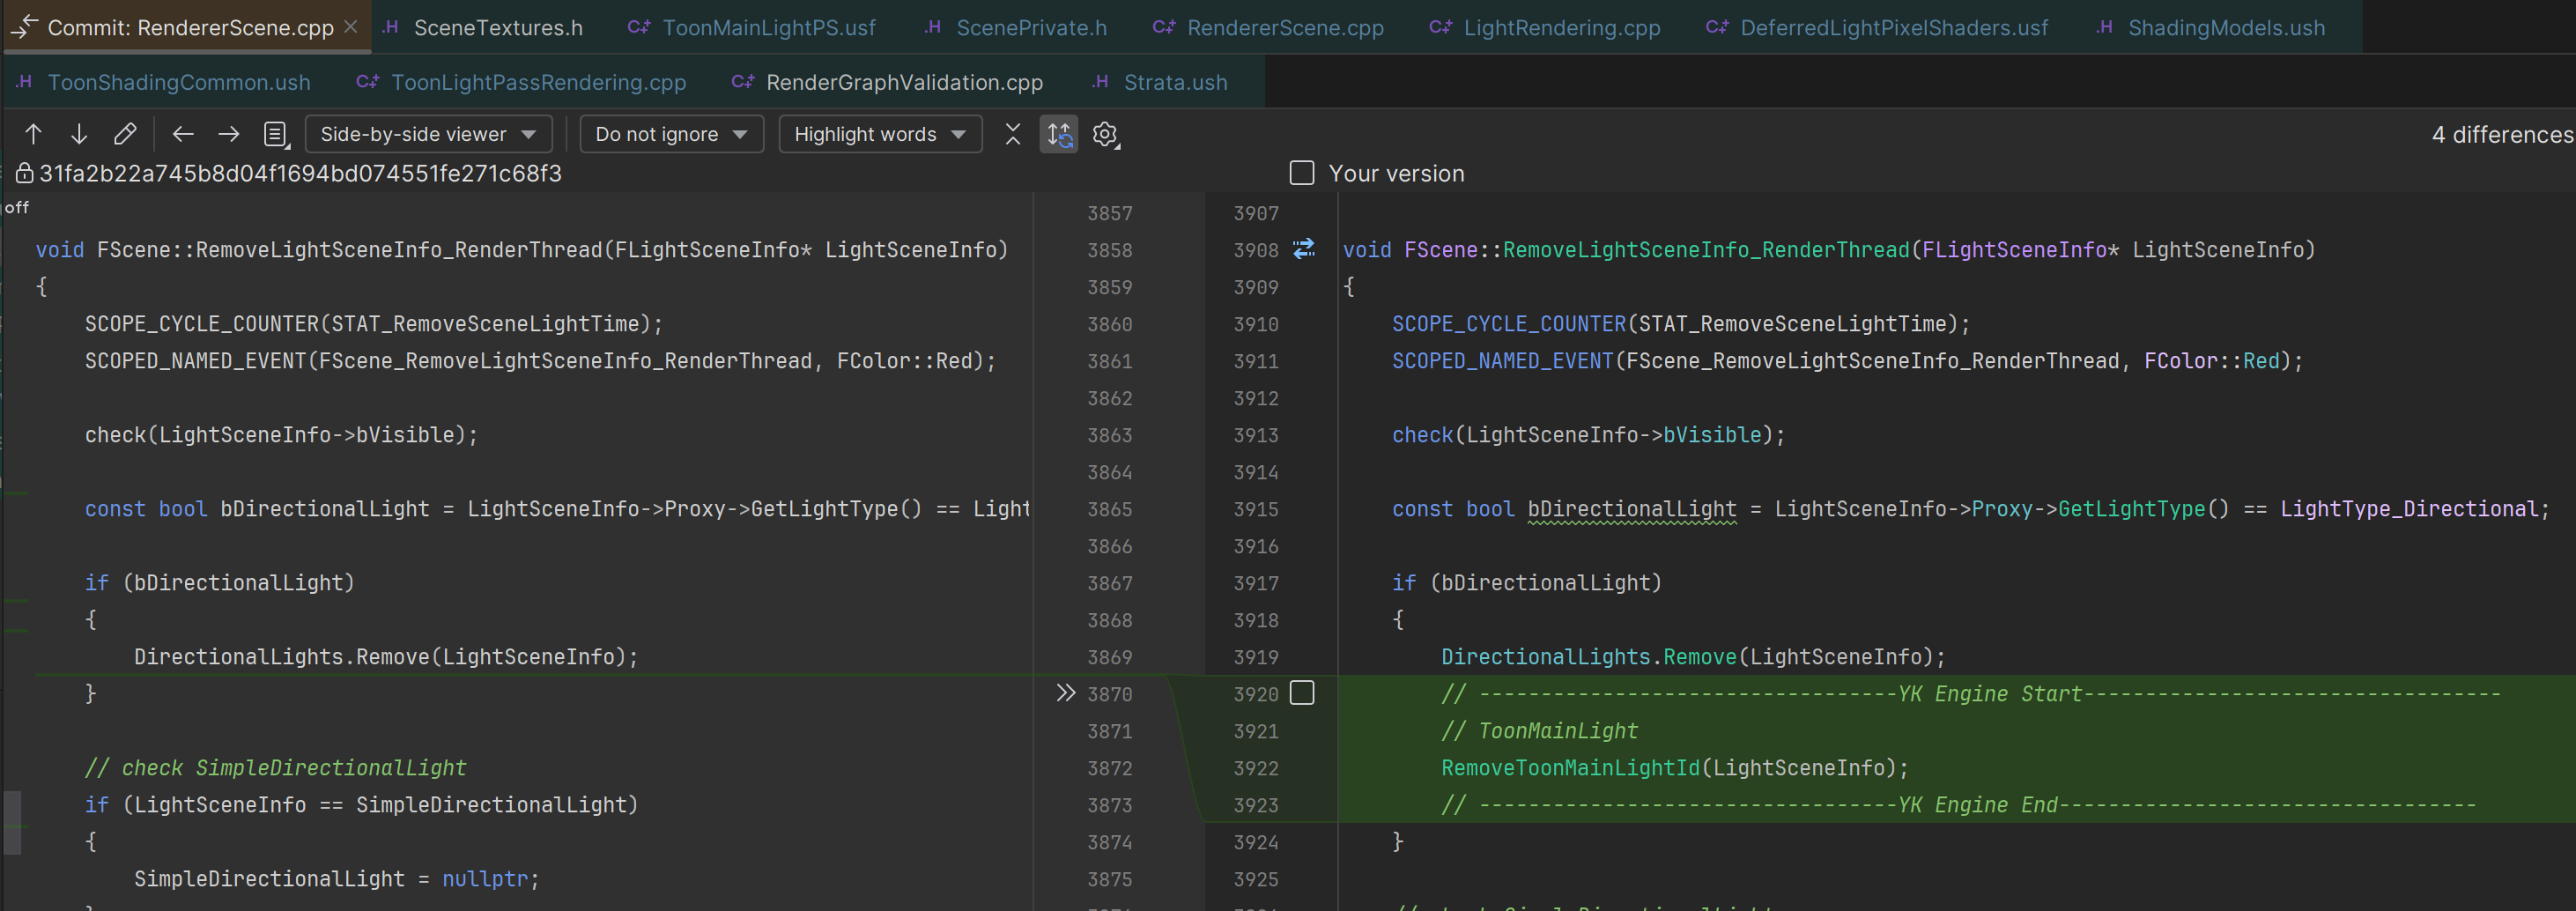 Commit: RendererScene.cpp × .H SceneTextures.h C++ ToonMainLightPS.usf .H ScenePrivate.h C++ RendererScene.cpp C++ LightRendering.cpp C++ DeferredLightPixelShaders.usf .H ShadingModels.ush
.H ToonShadingCommon.ush C++ ToonLightPassRendering.cpp C++ RenderGraphValidation.cpp .H Strata.ush
Side-by-side viewer Do not ignore Highlight words 4 differences
31fa2b22a745b8d04f1694bd074551fe271c68f3 Your version
off
3857 3907
void FScene::RemoveLightSceneInfo_RenderThread(FLightSceneInfo* LightSceneInfo) 3858 3908 void FScene::RemoveLightSceneInfo_RenderThread(FLightSceneInfo* LightSceneInfo)
{ 3859 3909 {
SCOPE_CYCLE_COUNTER(STAT_RemoveSceneLightTime); 3860 3910 SCOPE_CYCLE_COUNTER(STAT_RemoveSceneLightTime);
SCOPED_NAMED_EVENT(FScene_RemoveLightSceneInfo_RenderThread, FColor::Red); 3861 3911 SCOPED_NAMED_EVENT(FScene_RemoveLightSceneInfo_RenderThread, FColor::Red);
3862 3912
check(LightSceneInfo->bVisible); 3863 3913 check(LightSceneInfo->bVisible);
3864 3914
const bool bDirectionalLight = LightSceneInfo->Proxy->GetLightType() == Light 3865 3915 const bool bDirectionalLight = LightSceneInfo->Proxy->GetLightType() == LightType_Directional;
3866 3916
if (bDirectionalLight) 3867 3917 if (bDirectionalLight)
{ 3868 3918 {
DirectionalLights.Remove(LightSceneInfo); 3869 3919 DirectionalLights.Remove(LightSceneInfo);
} 3870 3920 // ----------------------------------YK Engine Start----------------------------------
3871 3921 // ToonMainLight
// check SimpleDirectionalLight 3872 3922 RemoveToonMainLightId(LightSceneInfo);
if (LightSceneInfo == SimpleDirectionalLight) 3873 3923 // ----------------------------------YK Engine End----------------------------------
{ 3874 3924 }
SimpleDirectionalLight = nullptr; 3875 3925